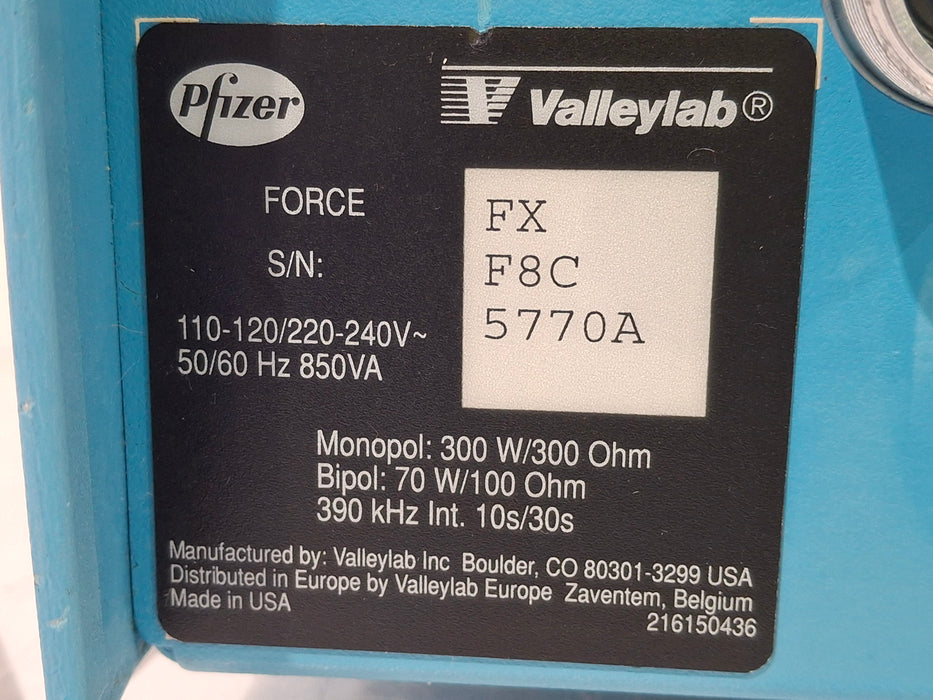 Pfizer
Valleylab®
FORCE FX
S/N: F8C
5770A
110-120/220-240V~
50/60 Hz 850VA
Monopol: 300 W/300 Ohm
Bipol: 70 W/100 Ohm
390 kHz Int. 10s/30s
Manufactured by: Valleylab Inc Boulder, CO 80301-3299 USA
Distributed in Europe by Valleylab Europe Zaventem, Belgium
Made in USA
216150436